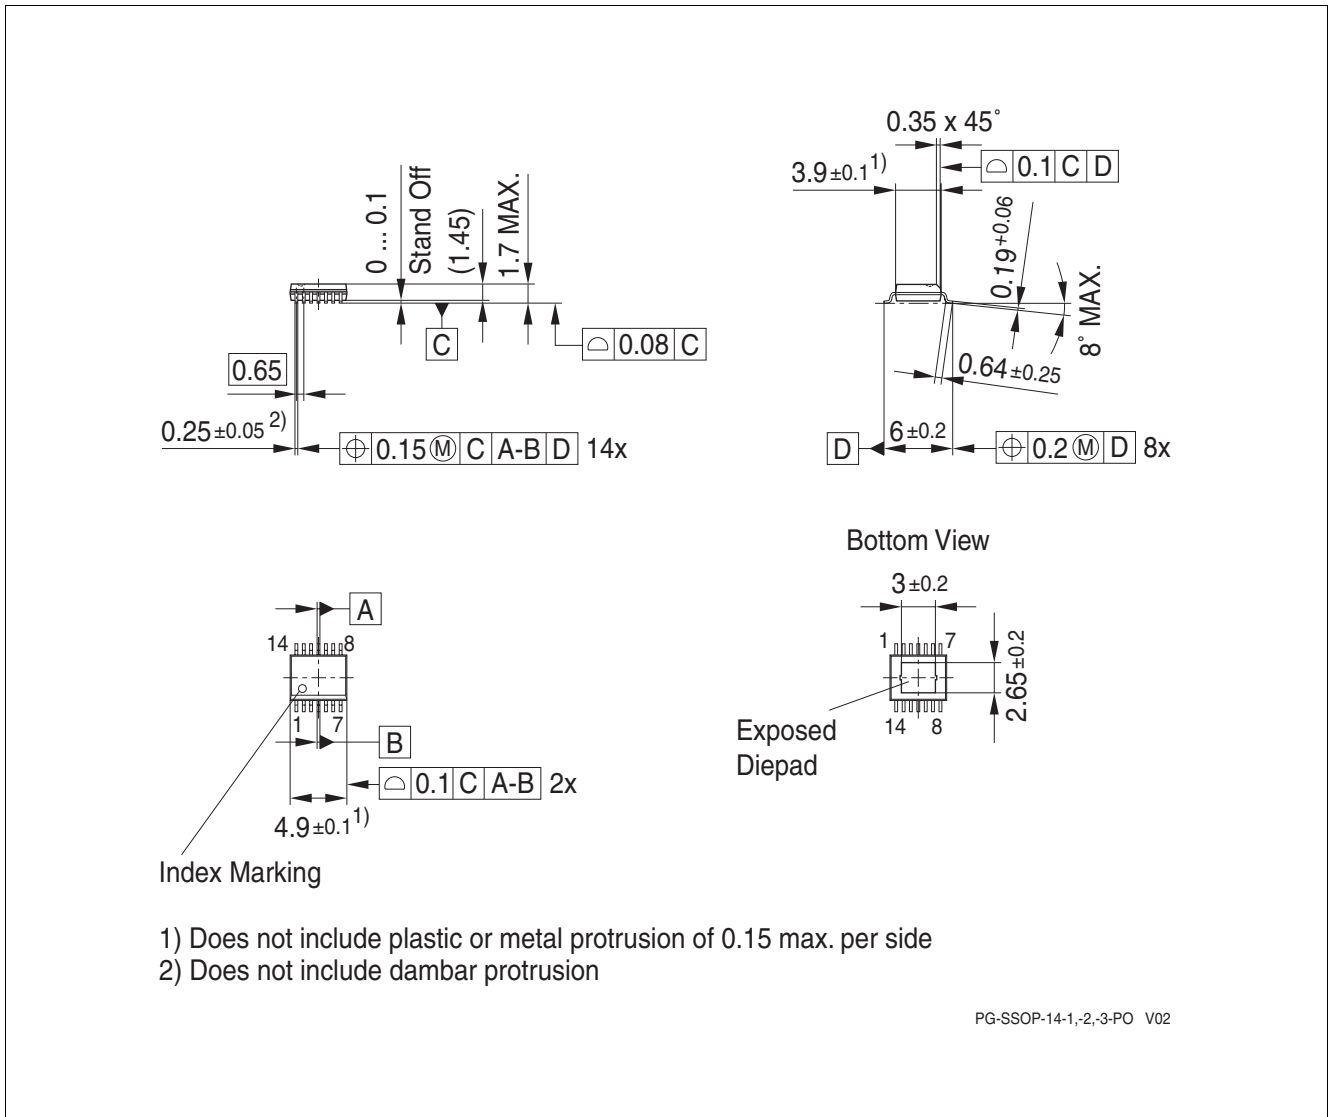 0 ... 0.1
Stand Off
(1.45)
1.7 MAX.
C
⌓ 0.08 C
0.65
0.25 ±0.05 2)
⌖ 0.15 Ⓜ C A-B D 14x
0.35 x 45°
3.9 ±0.1 1)
⌓ 0.1 C D
0.19 +0.06
8° MAX.
0.64 ±0.25
D
6 ±0.2
⌖ 0.2 Ⓜ D 8x
A
14 8
1 7
B
⌓ 0.1 C A-B 2x
4.9 ±0.1 1)
Index Marking
Bottom View
3 ±0.2
1 7
2.65 ±0.2
14 8
Exposed
Diepad
1) Does not include plastic or metal protrusion of 0.15 max. per side
2) Does not include dambar protrusion
PG-SSOP-14-1,-2,-3-PO V02